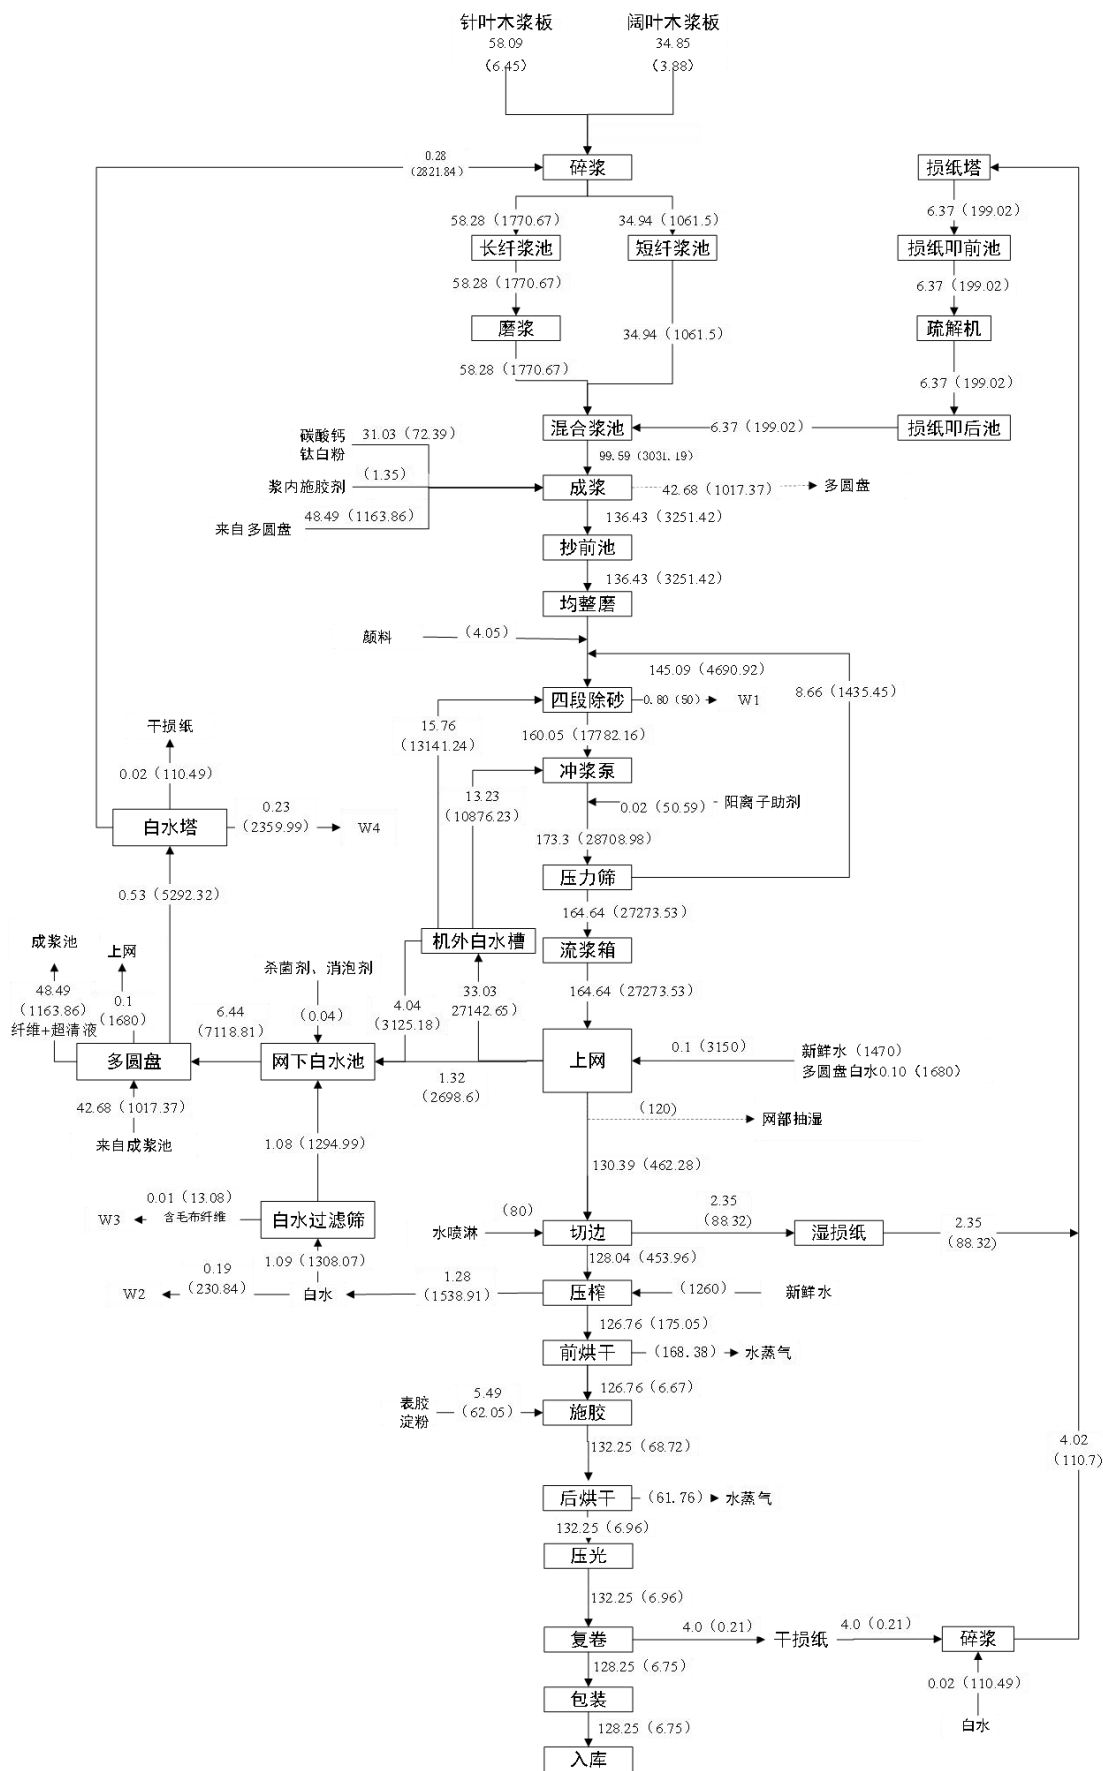 针叶木浆板
58.09
(6.45)
阔叶木浆板
34.85
(3.88)
0.28
(2821.84)
碎浆
损纸塔
58.28（1770.67）
34.94（1061.5）
6.37（199.02）
长纤浆池
短纤浆池
损纸叩前池
58.28（1770.67）
6.37（199.02）
磨浆
34.94（1061.5）
疏解机
58.28（1770.67）
6.37（199.02）
混合浆池
6.37（199.02）
损纸叩后池
碳酸钙
钛白粉
31.03（72.39）
99.59（3031.19）
浆内施胶剂
（1.35）
成浆
42.68（1017.37）
多圆盘
来自多圆盘
48.49（1163.86）
136.43（3251.42）
抄前池
136.43（3251.42）
均整磨
颜料
（4.05）
145.09（4690.92）
8.66（1435.45）
四段除砂
0.80（50）
W1
15.76
（13141.24）
160.05（17782.16）
干损纸
0.02（110.49）
冲浆泵
13.23
（10876.23）
0.02（50.59）
阳离子助剂
白水塔
0.23
（2359.99）
W4
173.3（28708.98）
压力筛
0.53（5292.32）
164.64（27273.53）
机外白水槽
流浆箱
成浆池
上网
杀菌剂、消泡剂
48.49
（1163.86）
纤维+超清液
0.1
（1680）
6.44
（7118.81）
（0.04）
4.04
（3125.18）
33.03
27142.65）
164.64（27273.53）
多圆盘
网下白水池
上网
0.1（3150）
新鲜水（1470）
多圆盘白水0.10（1680）
1.32
（2698.6）
42.68（1017.37）
来自成浆池
（120）
网部抽湿
1.08（1294.99）
130.39（462.28）
W3
0.01（13.08）
含毛布纤维
白水过滤筛
水喷淋
（80）
切边
2.35
（88.32）
湿损纸
2.35
（88.32）
1.09（1308.07）
128.04（453.96）
W2
0.19
（230.84）
白水
1.28
（1538.91）
压榨
（1260）
新鲜水
126.76（175.05）
前烘干
（168.38）
水蒸气
126.76（6.67）
表胶
淀粉
5.49
（62.05）
施胶
132.25（68.72）
4.02
（110.7）
后烘干
（61.76）
水蒸气
132.25（6.96）
压光
132.25（6.96）
复卷
4.0（0.21）
干损纸
4.0（0.21）
碎浆
128.25（6.75）
0.02（110.49）
包装
白水
128.25（6.75）
入库